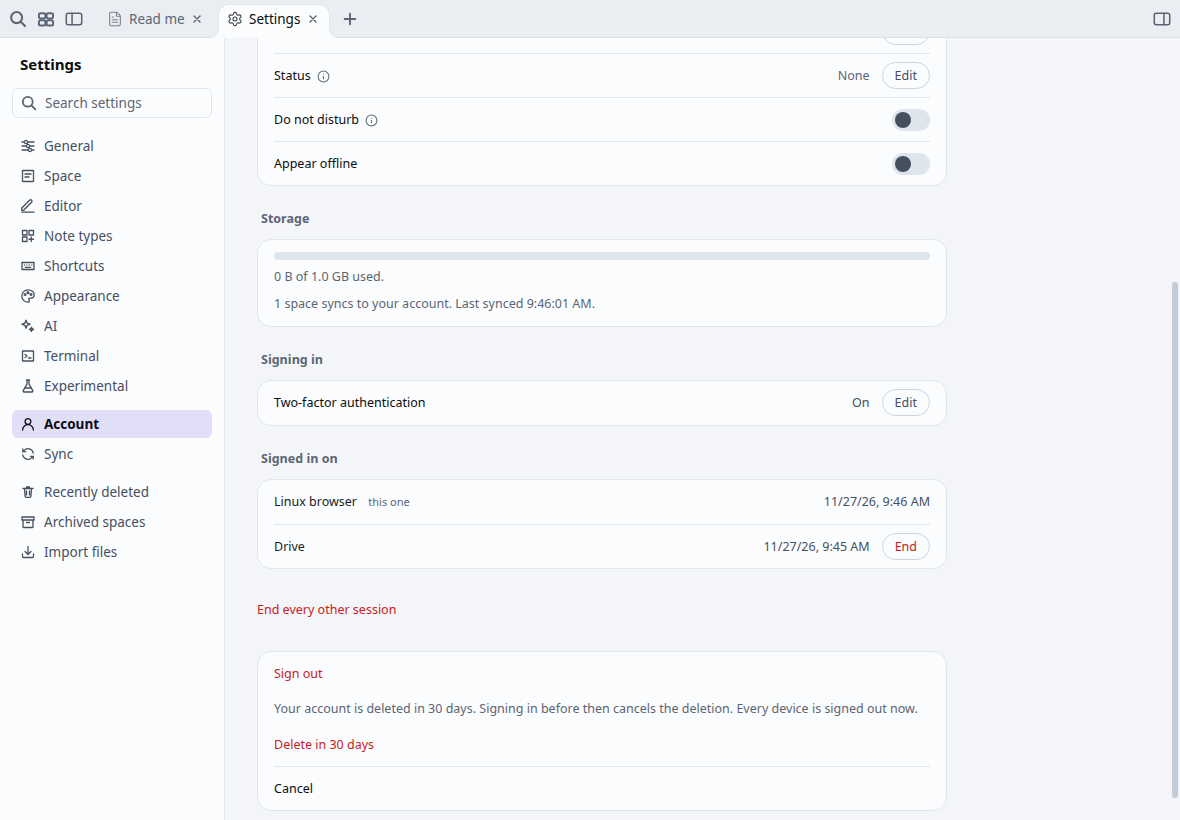 Read me
Settings
Settings
Search settings
General
Space
Editor
Note types
Shortcuts
Appearance
AI
Terminal
Experimental
Account
Sync
Recently deleted
Archived spaces
Import files
Status
None
Edit
Do not disturb
Appear offline
Storage
0 B of 1.0 GB used.
1 space syncs to your account. Last synced 9:46:01 AM.
Signing in
Two-factor authentication
On
Edit
Signed in on
Linux browser this one
11/27/26, 9:46 AM
Drive
11/27/26, 9:45 AM
End
End every other session
Sign out
Your account is deleted in 30 days. Signing in before then cancels the deletion. Every device is signed out now.
Delete in 30 days
Cancel